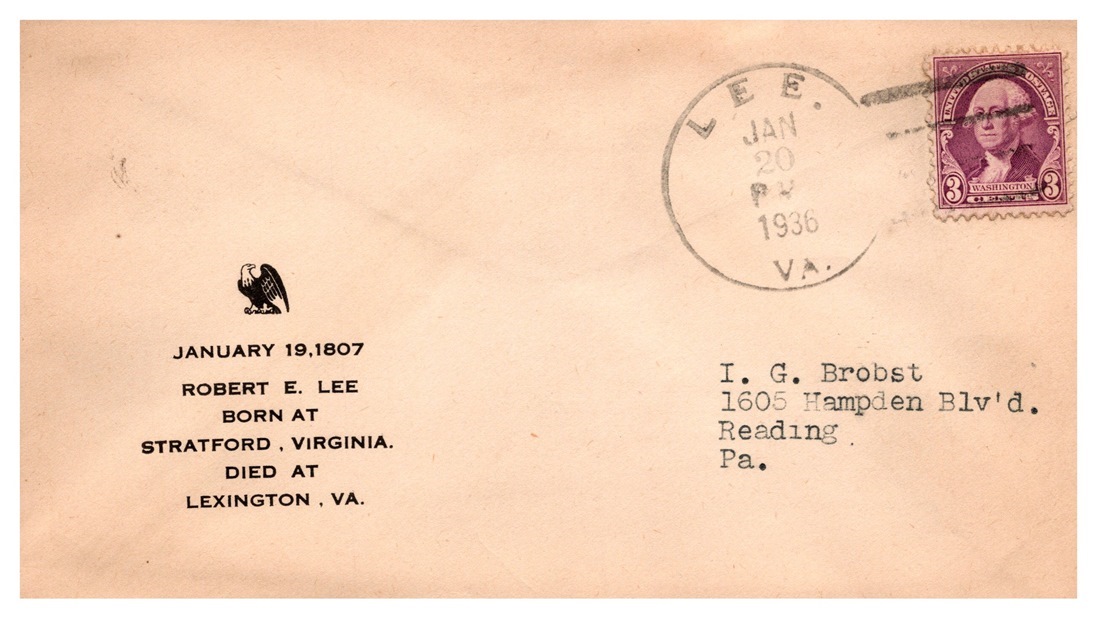 LEE.
JAN
20
PM
1936
VA.
UNITED STATES POSTAGE
3 WASHINGTON 3
JANUARY 19,1807
ROBERT E. LEE
BORN AT
STRATFORD , VIRGINIA.
DIED AT
LEXINGTON , VA.
I. G. Brobst
1605 Hampden Blv'd.
Reading
Pa.